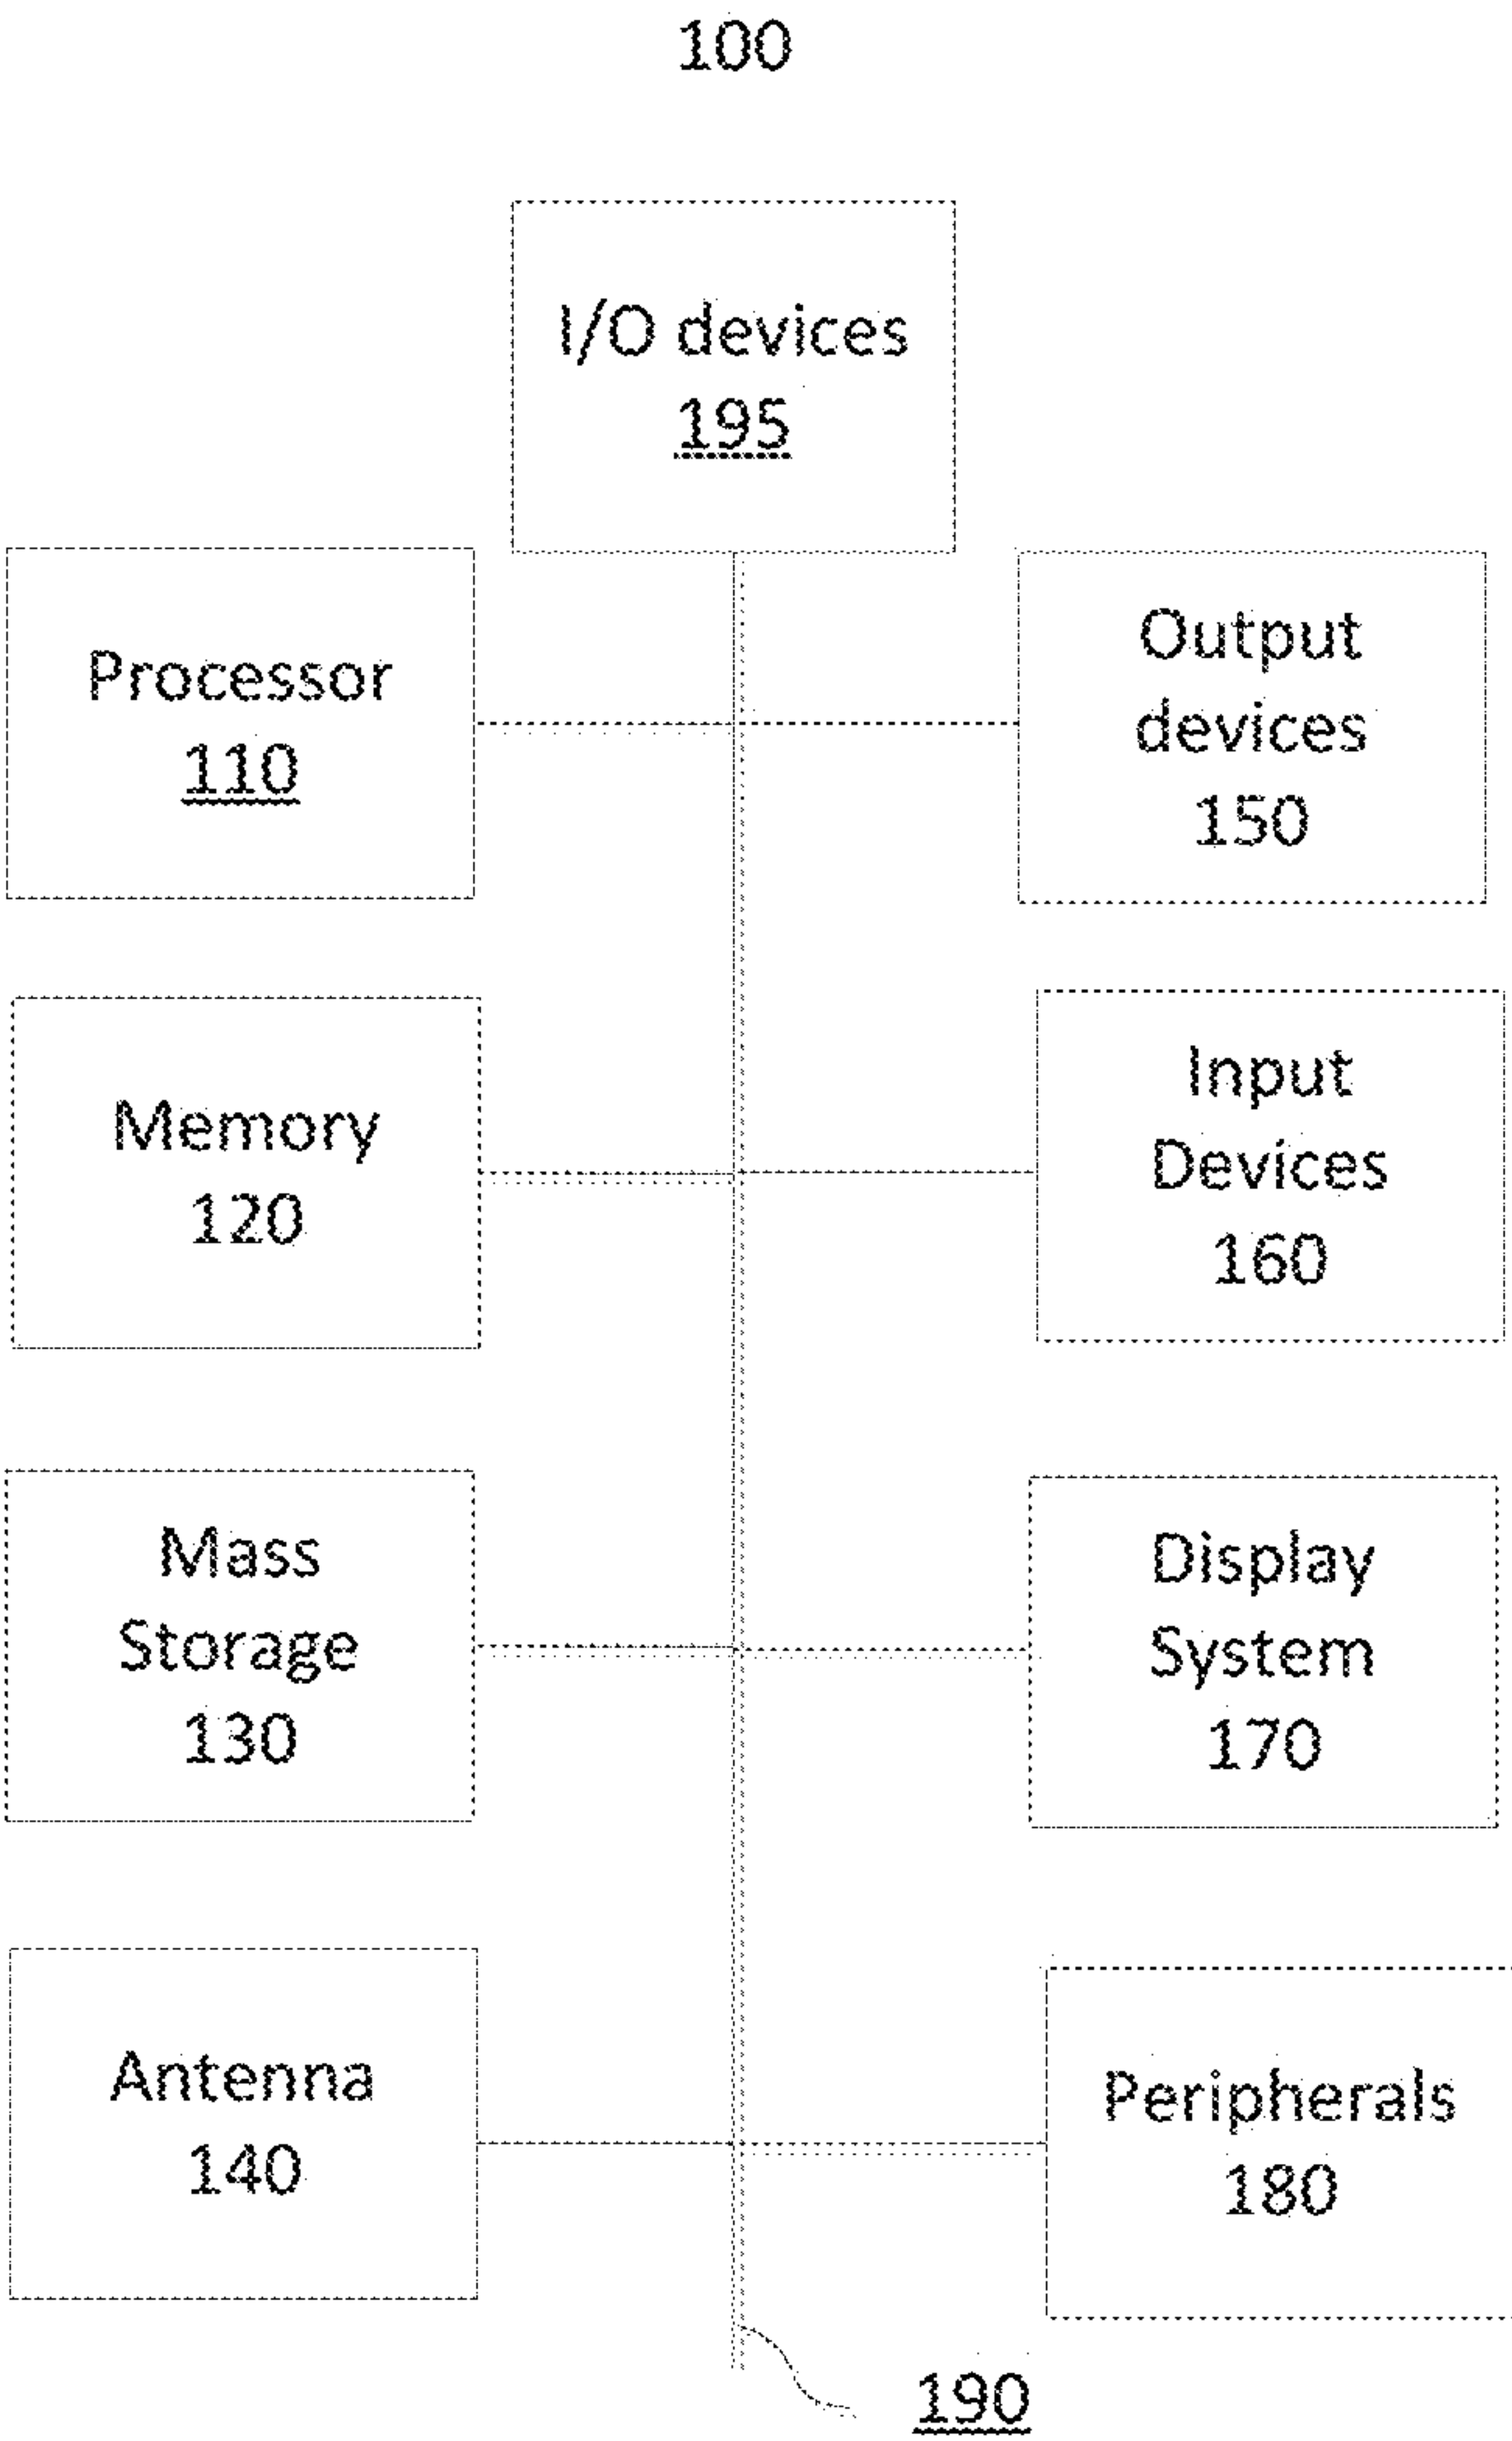 100
I/O devices
195
Processor
110
Output
devices
150
Memory
120
Input
Devices
160
Mass
Storage
130
Display
System
170
Antenna
140
Peripherals
180
190